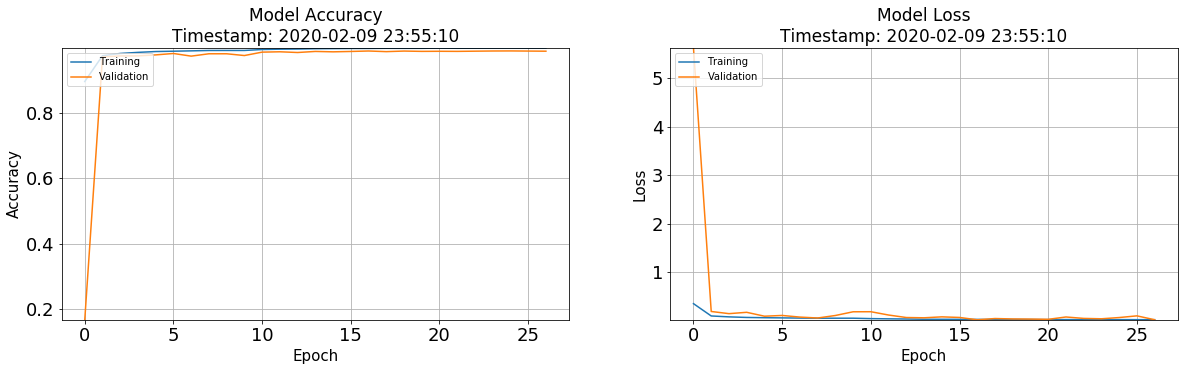 Model Accuracy
Timestamp: 2020-02-09 23:55:10
Training
Validation
0.8
0.6
0.4
0.2
Accuracy
0 5 10 15 20 25
Epoch
Model Loss
Timestamp: 2020-02-09 23:55:10
Training
Validation
5
4
3
2
1
Loss
0 5 10 15 20 25
Epoch